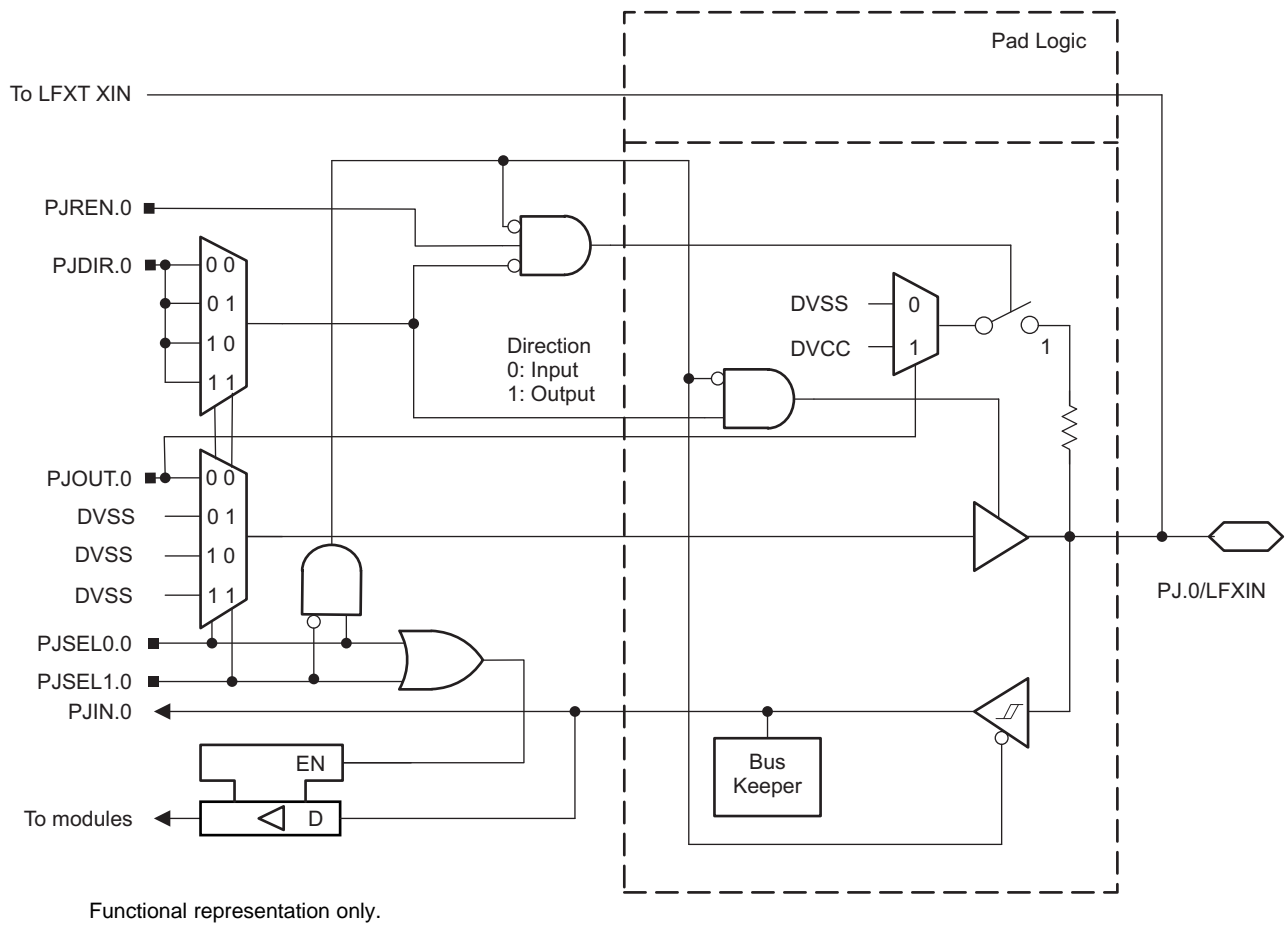 Pad Logic
To LFXT XIN
PJREN.0
PJDIR.0
0 0
0 1
1 0
1 1
DVSS
0
DVCC
1
1
Direction
0: Input
1: Output
PJOUT.0
0 0
DVSS
0 1
DVSS
1 0
DVSS
1 1
PJ.0/LFXIN
PJSEL0.0
PJSEL1.0
PJIN.0
EN
Bus
Keeper
To modules
D
Functional representation only.